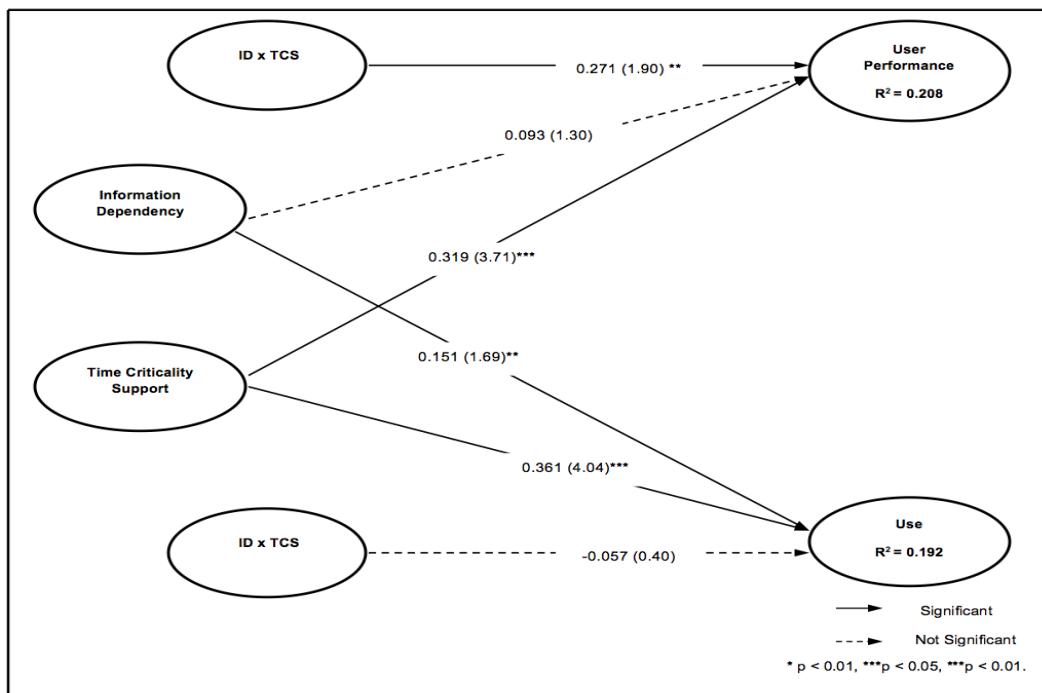 ID x TCS
User
Performance
R² = 0.208
0.271 (1.90) **
0.093 (1.30)
Information
Dependency
0.319 (3.71)***
0.151 (1.69)**
Time Criticality
Support
0.361 (4.04)***
ID x TCS
-0.057 (0.40)
Use
R² = 0.192
Significant
Not Significant
* p < 0.01, ***p < 0.05, ***p < 0.01.